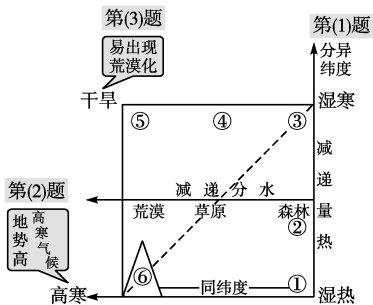 第(3)题
第(1)题
易出现
荒漠化
分异
纬度
干旱
湿寒
⑤
④
③
减
递
量
热
第(2)题
减递分水
荒漠
草原
森林
②
地势高
高寒气候
⑥
同纬度
①
高寒
湿热